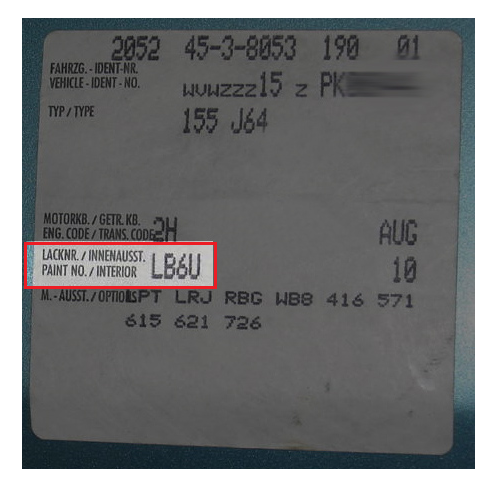 2052 45-3-8053 190 01
FAHRZG. - IDENT-NR.
VEHICLE - IDENT - NO. WVWZZZ15 Z PK
TYP / TYPE 155 J64
MOTORKB. / GETR. KB.
ENG. CODE / TRANS. CODE 2H AUG
LACKNR. / INNENAUSST.
PAINT NO. / INTERIOR LB6U 10
M. - AUSST. / OPTIONS SPT LRJ RBG WB8 416 571
615 621 726